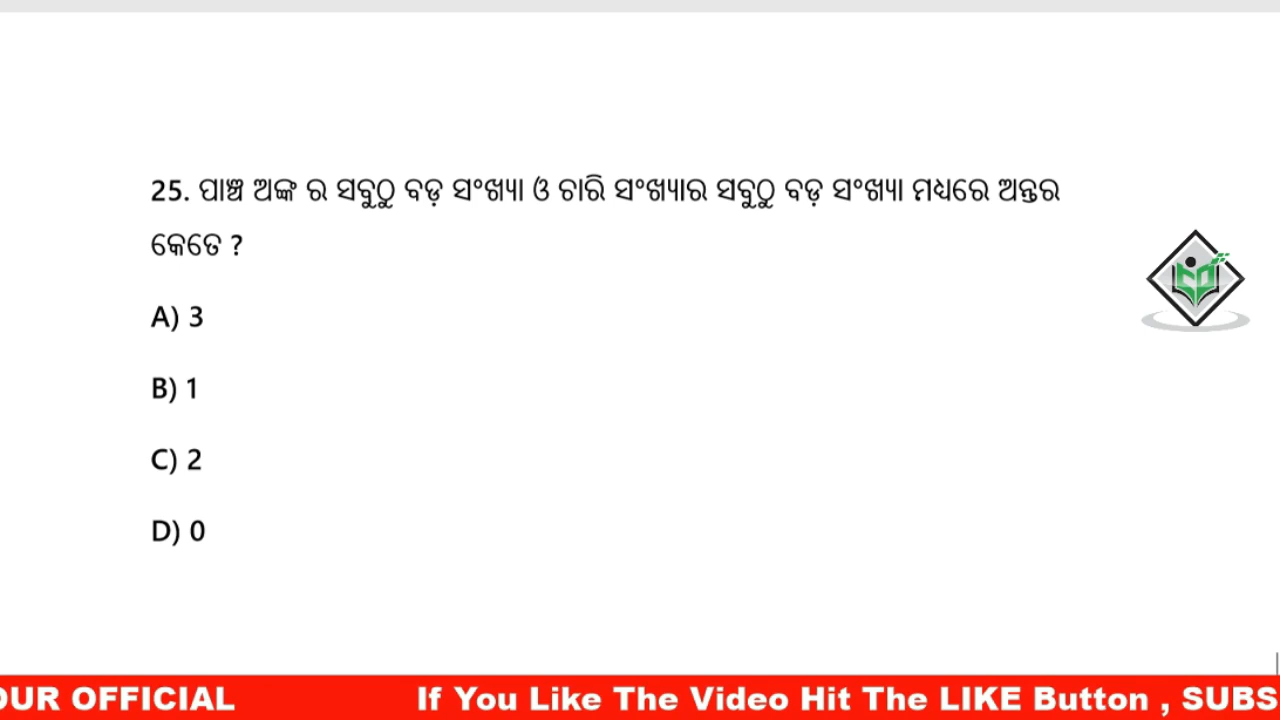 25. ପାଞ୍ଚ ଅଙ୍କ ର ସବୁଠୁ ବଡ଼ ସଂଖ୍ୟା ଓ ଚାରି ସଂଖ୍ୟାର ସବୁଠୁ ବଡ଼ ସଂଖ୍ୟା ମଧ୍ୟରେ ଅନ୍ତର
କେତେ ?
A) 3
B) 1
C) 2
D) 0
OUR OFFICIAL If You Like The Video Hit The LIKE Button , SUBS